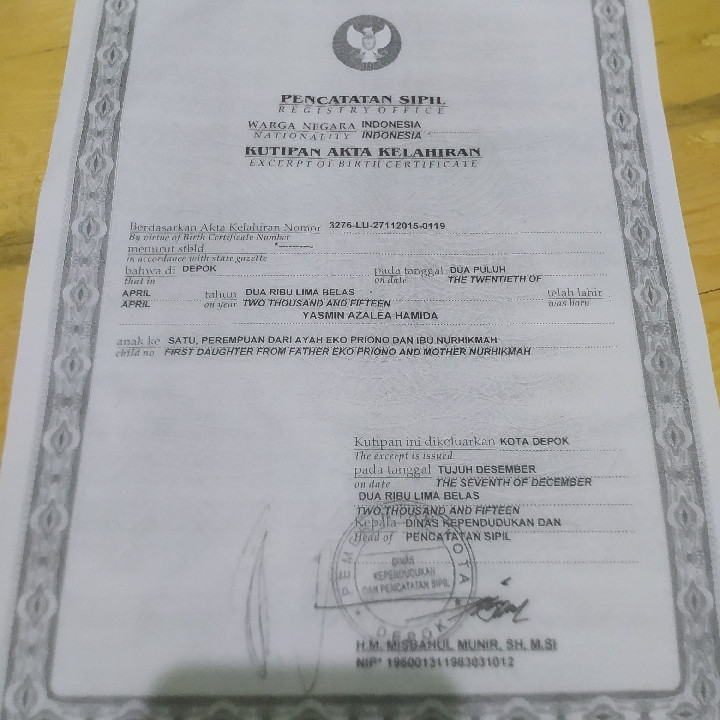 PENCATATAN SIPIL
REGISTRY OFFICE
WARGA NEGARA INDONESIA
NATIONALITY INDONESIA
KUTIPAN AKTA KELAHIRAN
EXCERPT OF BIRTH CERTIFICATE
Berdasarkan Akta Kelahiran Nomor 3276-LU-27112015-0119
By virtue of Birth Certificate Number
menurut stbld *--------
in accordance with state gazette
bahwa di DEPOK pada tanggal DUA PULUH
that in on date THE TWENTIETH OF
APRIL tahun DUA RIBU LIMA BELAS telah lahir
APRIL on year TWO THOUSAND AND FIFTEEN was born
YASMIN AZALEA HAMIDA
anak ke SATU, PEREMPUAN DARI AYAH EKO PRIONO DAN IBU NURHIKMAH
child no FIRST DAUGHTER FROM FATHER EKO PRIONO AND MOTHER NURHIKMAH
Kutipan ini dikeluarkan KOTA DEPOK
The excerpt is issued
pada tanggal TUJUH DESEMBER
on date THE SEVENTH OF DECEMBER
DUA RIBU LIMA BELAS
TWO THOUSAND AND FIFTEEN
Kepala DINAS KEPENDUDUKAN DAN
Head of PENCATATAN SIPIL
KEPENDUDUKAN
DAN PENCATATAN SIPIL
DEPOK
H.M. MISBAHUL MUNIR, SH, M.SI
NIP* 196001311983031012